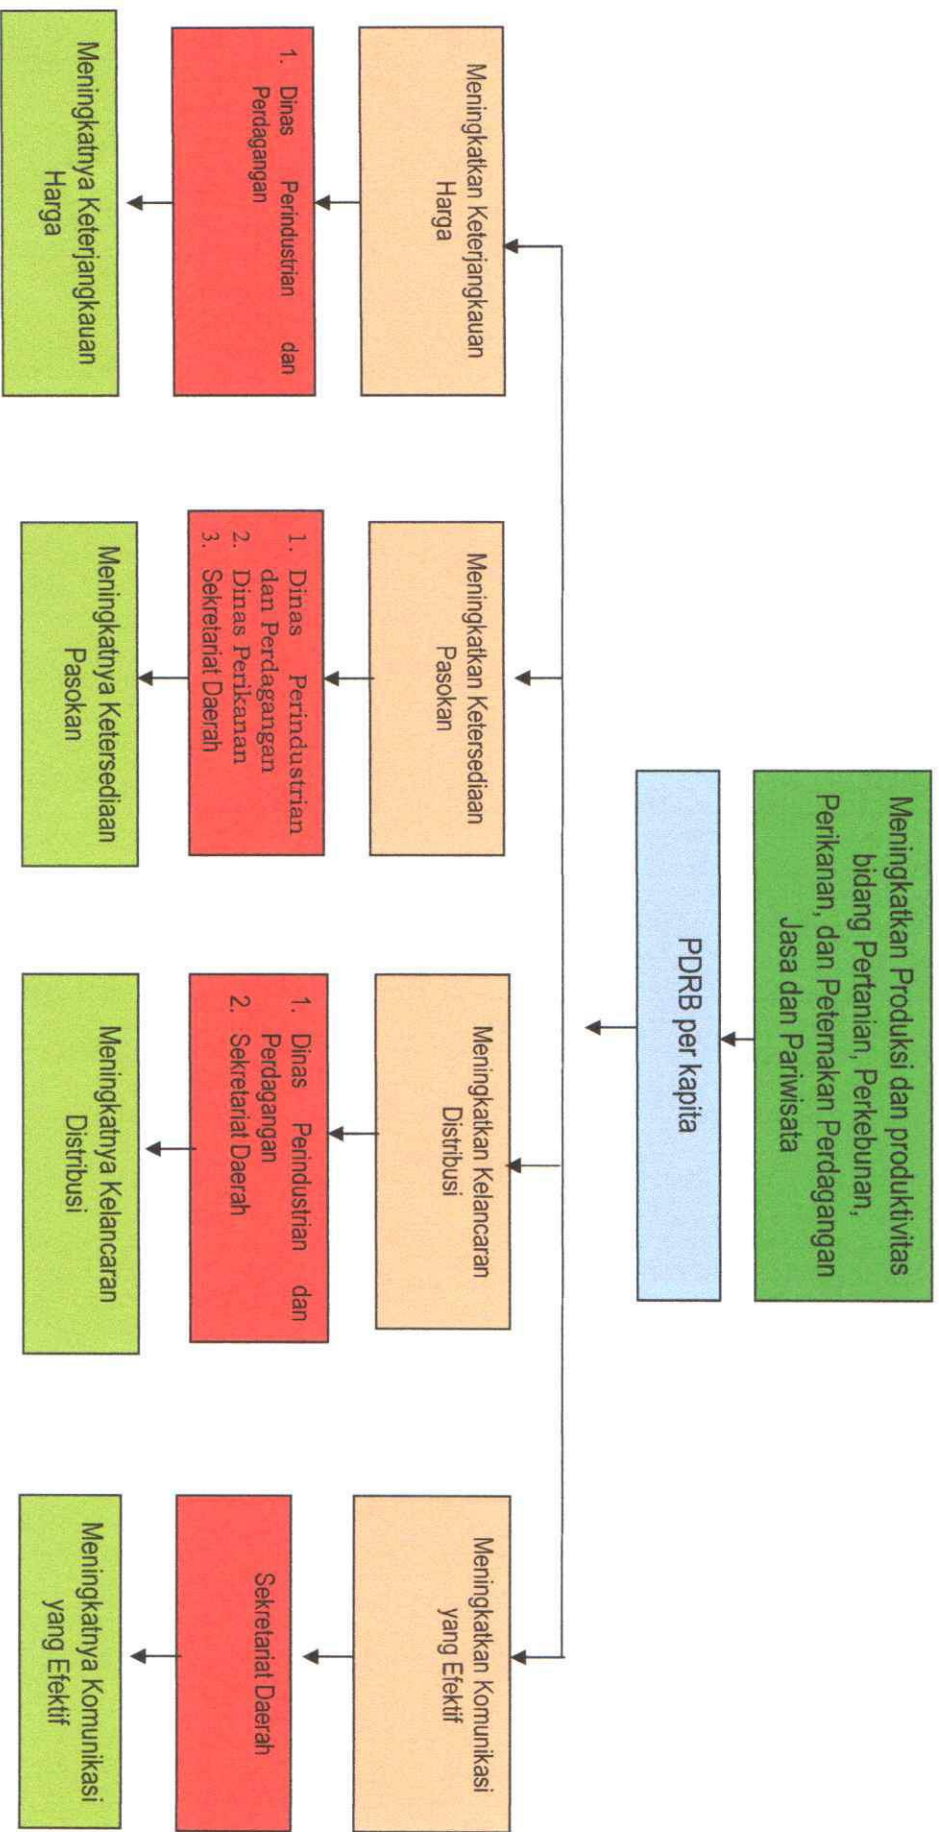 Meningkatkan Produksi dan produktivitas
bidang Pertanian, Perkebunan,
Perikanan, dan Peternakan Perdagangan
Jasa dan Pariwisata
PDRB per kapita
Meningkatkan Keterjangkauan
Harga
1. Dinas Perindustrian dan
Perdagangan
Meningkatnya Keterjangkauan
Harga
Meningkatkan Ketersediaan
Pasokan
1. Dinas Perindustrian
dan Perdagangan
2. Dinas Perikanan
3. Sekretariat Daerah
Meningkatnya Ketersediaan
Pasokan
Meningkatkan Kelancaran
Distribusi
1. Dinas Perindustrian dan
Perdagangan
2. Sekretariat Daerah
Meningkatnya Kelancaran
Distribusi
Meningkatkan Komunikasi
yang Efektif
Sekretariat Daerah
Meningkatnya Komunikasi
yang Efektif